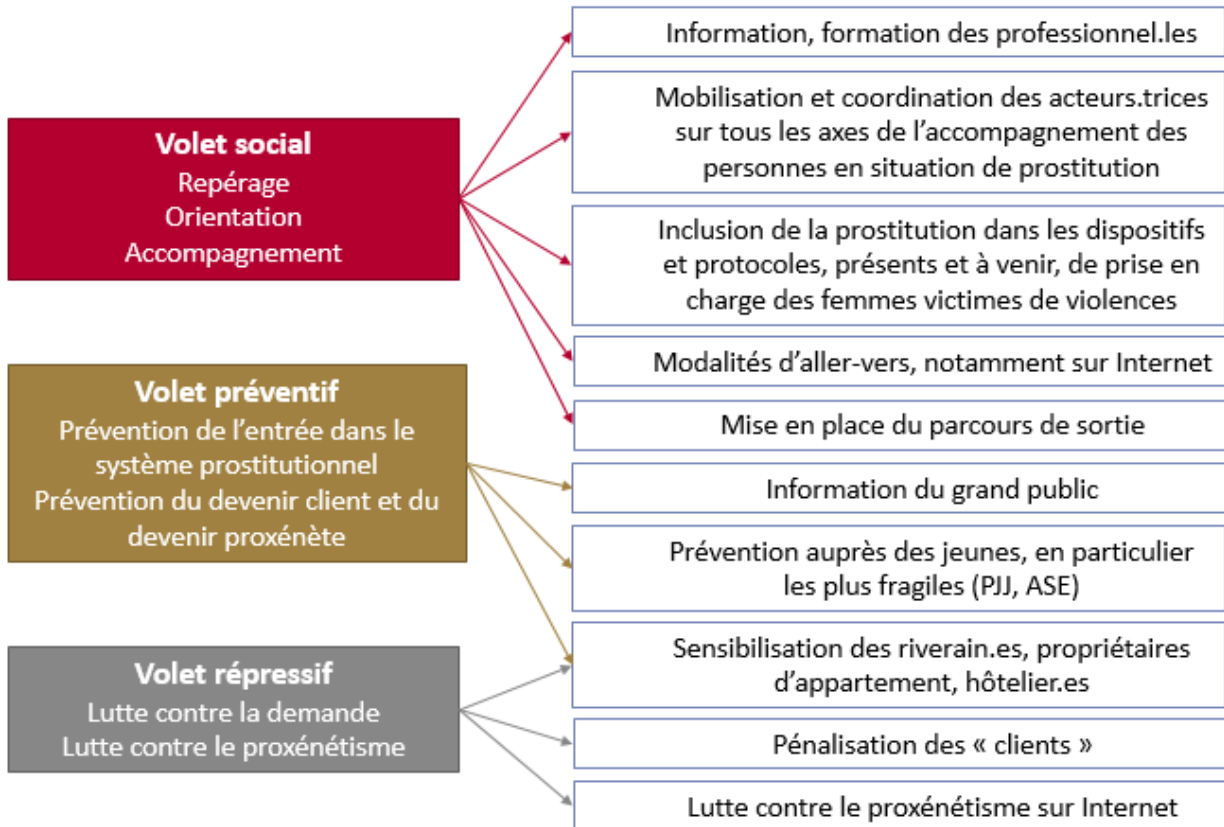 Volet social
Repérage
Orientation
Accompagnement
Volet préventif
Prévention de l'entrée dans le
système prostitutionnel
Prévention du devenir client et du
devenir proxénète
Volet répressif
Lutte contre la demande
Lutte contre le proxénétisme
Information, formation des professionnel.les
Mobilisation et coordination des acteurs.trices
sur tous les axes de l'accompagnement des
personnes en situation de prostitution
Inclusion de la prostitution dans les dispositifs
et protocoles, présents et à venir, de prise en
charge des femmes victimes de violences
Modalités d'aller-vers, notamment sur Internet
Mise en place du parcours de sortie
Information du grand public
Prévention auprès des jeunes, en particulier
les plus fragiles (PJJ, ASE)
Sensibilisation des riverain.es, propriétaires
d'appartement, hôtelier.es
Pénalisation des « clients »
Lutte contre le proxénétisme sur Internet